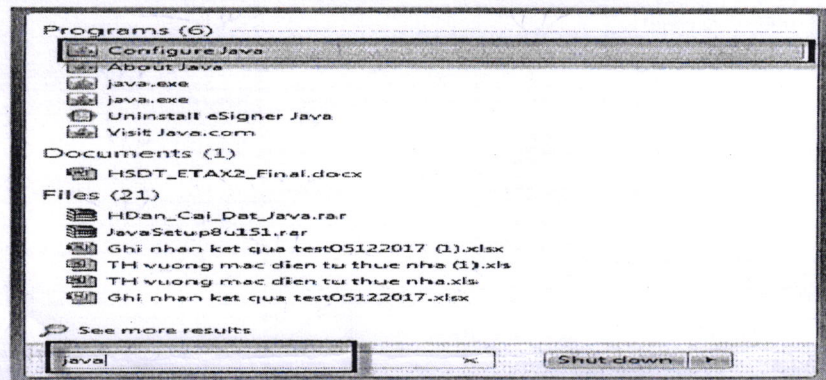 Programs (6)
Configure Java
About Java
java.exe
java.exe
Uninstall eSigner Java
Visit Java.com
Documents (1)
HSDT_ETAX2_Final.docx
Files (21)
HDan_Cai_Dat_Java.rar
JavaSetup8u151.rar
Ghi nhan ket qua test05122017 (1).xlsx
TH vuong mac dien tu thue nha (1).xls
TH vuong mac dien tu thue nha.xls
Ghi nhan ket qua test05122017.xlsx
See more results
java
Shut down